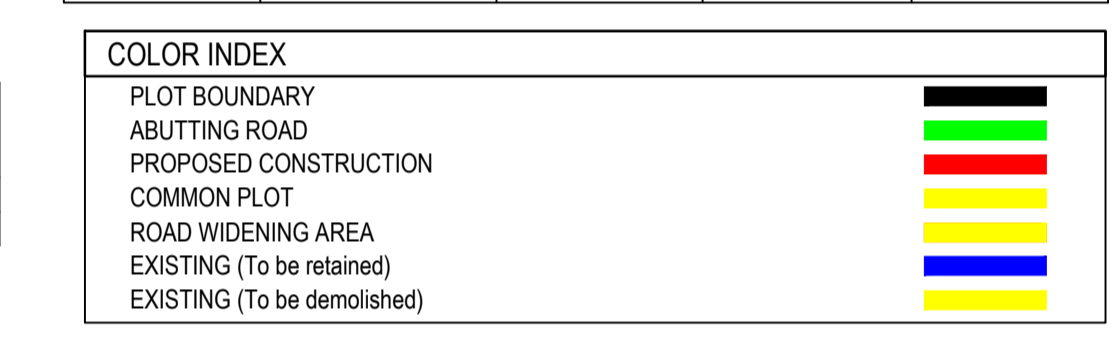 COLOR INDEX
PLOT BOUNDARY
ABUTTING ROAD
PROPOSED CONSTRUCTION
COMMON PLOT
ROAD WIDENING AREA
EXISTING (To be retained)
EXISTING (To be demolished)